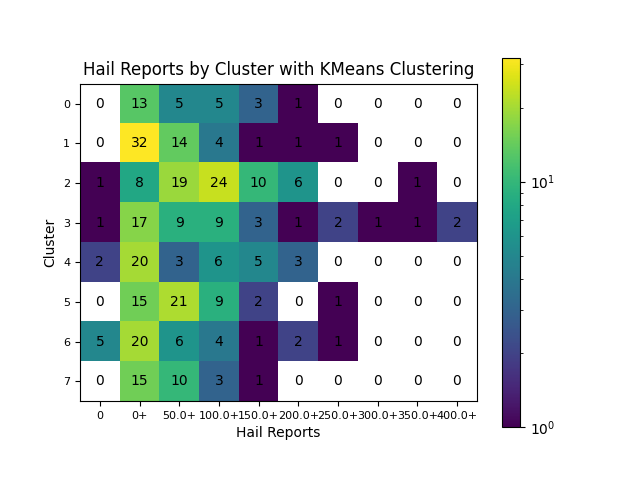 Hail Reports by Cluster with KMeans Clustering
0 0 13 5 5 3 1 0 0 0 0
1 0 32 14 4 1 1 1 0 0 0
2 1 8 19 24 10 6 0 0 1 0
3 1 17 9 9 3 1 2 1 1 2
4 2 20 3 6 5 3 0 0 0 0
5 0 15 21 9 2 0 1 0 0 0
6 5 20 6 4 1 2 1 0 0 0
7 0 15 10 3 1 0 0 0 0 0
0 0+ 50.0+ 100.0+ 150.0+ 200.0+ 250.0+ 300.0+ 350.0+ 400.0+
Hail Reports
Cluster
10^1
10^0